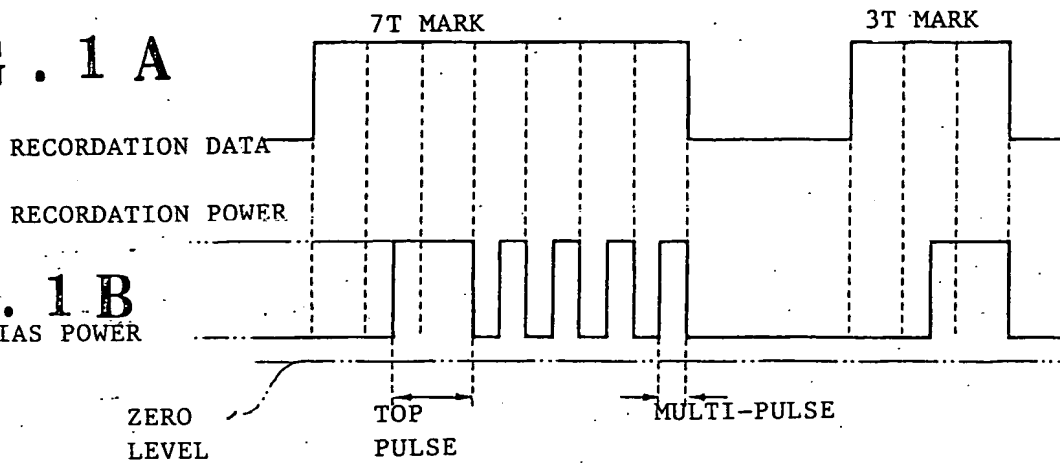 7T MARK
3T MARK
. 1 A
RECORDATION DATA
RECORDATION POWER
. 1 B
IAS POWER
ZERO
LEVEL
TOP
PULSE
MULTI-PULSE